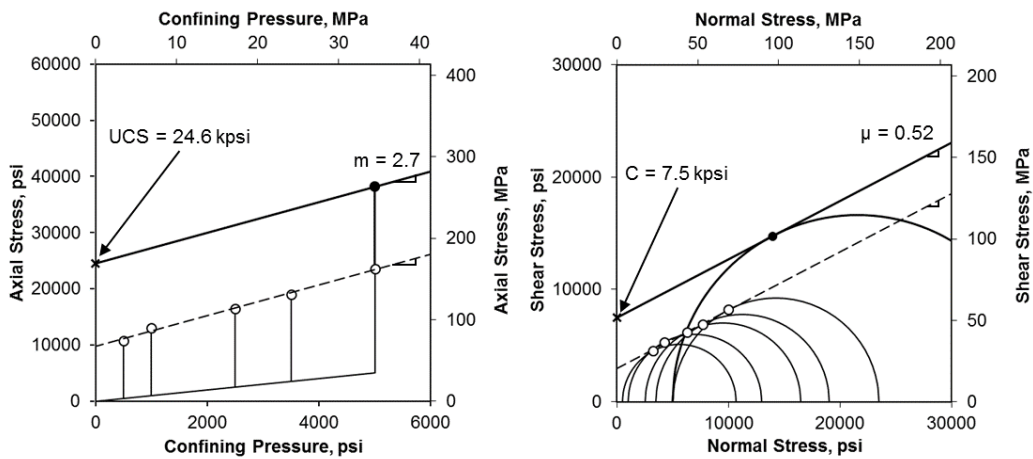 Confining Pressure, MPa
0 10 20 30 40
60000
50000
40000
30000
20000
10000
0
Axial Stress, psi
UCS = 24.6 kpsi
m = 2.7
400
300
200
100
0
Axial Stress, MPa
0 2000 4000 6000
Confining Pressure, psi
Normal Stress, MPa
0 50 100 150 200
30000
20000
10000
0
Shear Stress, psi
μ = 0.52
C = 7.5 kpsi
200
150
100
50
0
Shear Stress, MPa
0 10000 20000 30000
Normal Stress, psi